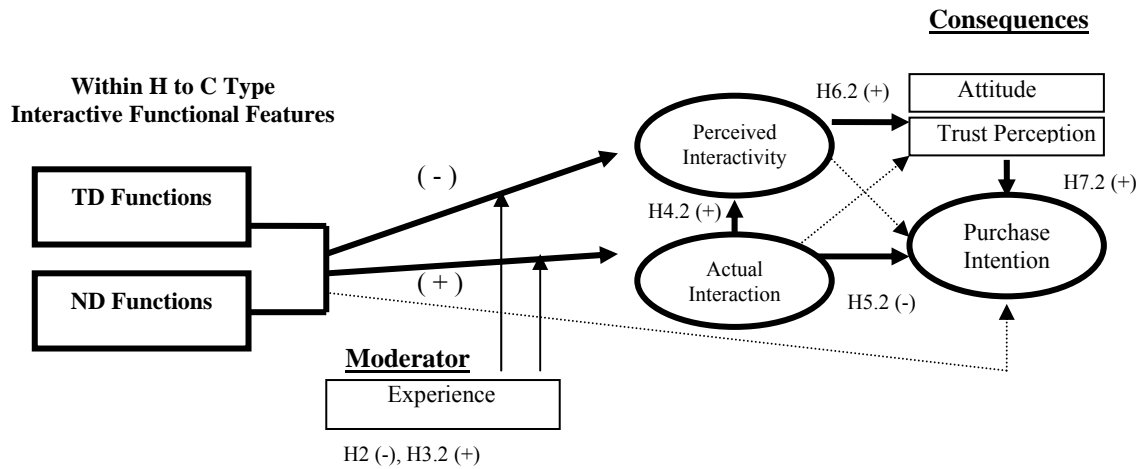 Consequences
Within H to C Type
Interactive Functional Features
TD Functions
ND Functions
( - )
( + )
Moderator
Experience
H2 (-), H3.2 (+)
Perceived
Interactivity
H4.2 (+)
Actual
Interaction
H6.2 (+)
Attitude
Trust Perception
H7.2 (+)
Purchase
Intention
H5.2 (-)